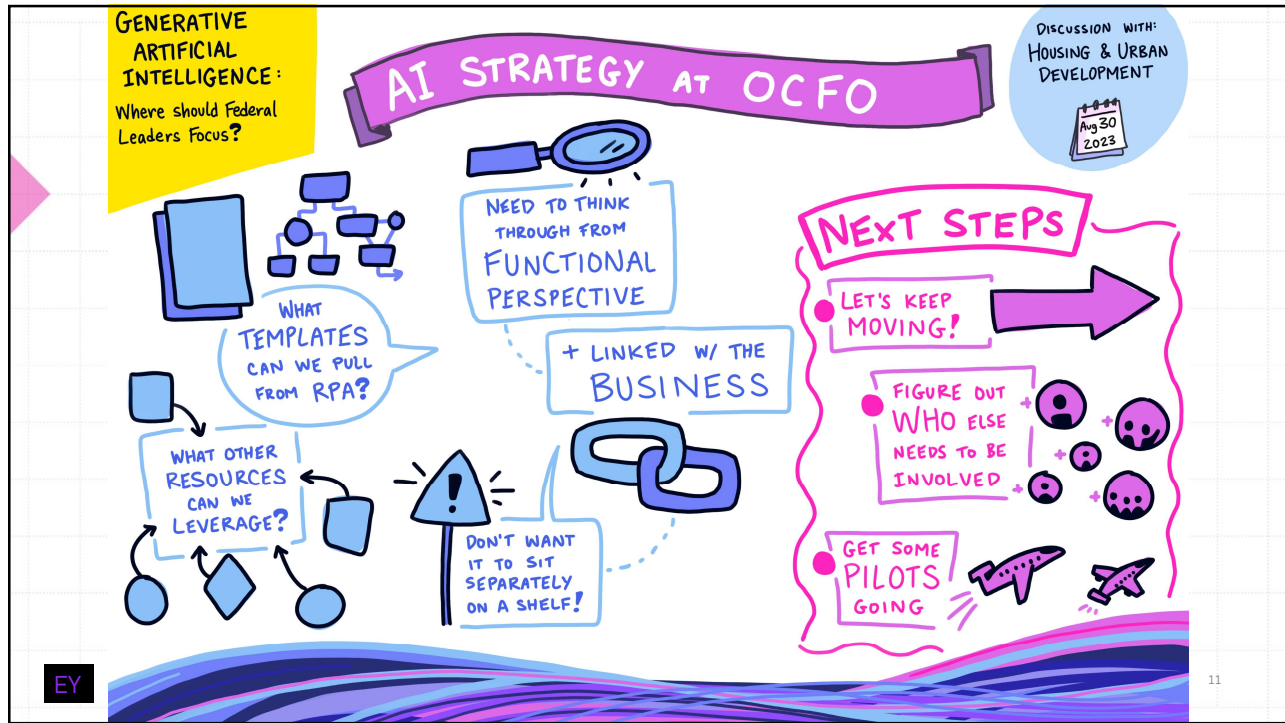 GENERATIVE
ARTIFICIAL
INTELLIGENCE:
Where should Federal
Leaders Focus?
AI STRATEGY AT OCFO
DISCUSSION WITH:
HOUSING & URBAN
DEVELOPMENT
Aug 30
2023
WHAT
TEMPLATES
CAN WE PULL
FROM RPA?
WHAT OTHER
RESOURCES
CAN WE
LEVERAGE?
NEED TO THINK
THROUGH FROM
FUNCTIONAL
PERSPECTIVE
+ LINKED W/ THE
BUSINESS
DON'T WANT
IT TO SIT
SEPARATELY
ON A SHELF!
NEXT STEPS
LET'S KEEP
MOVING!
FIGURE OUT
WHO ELSE
NEEDS TO BE
INVOLVED
GET SOME
PILOTS
GOING
EY
11